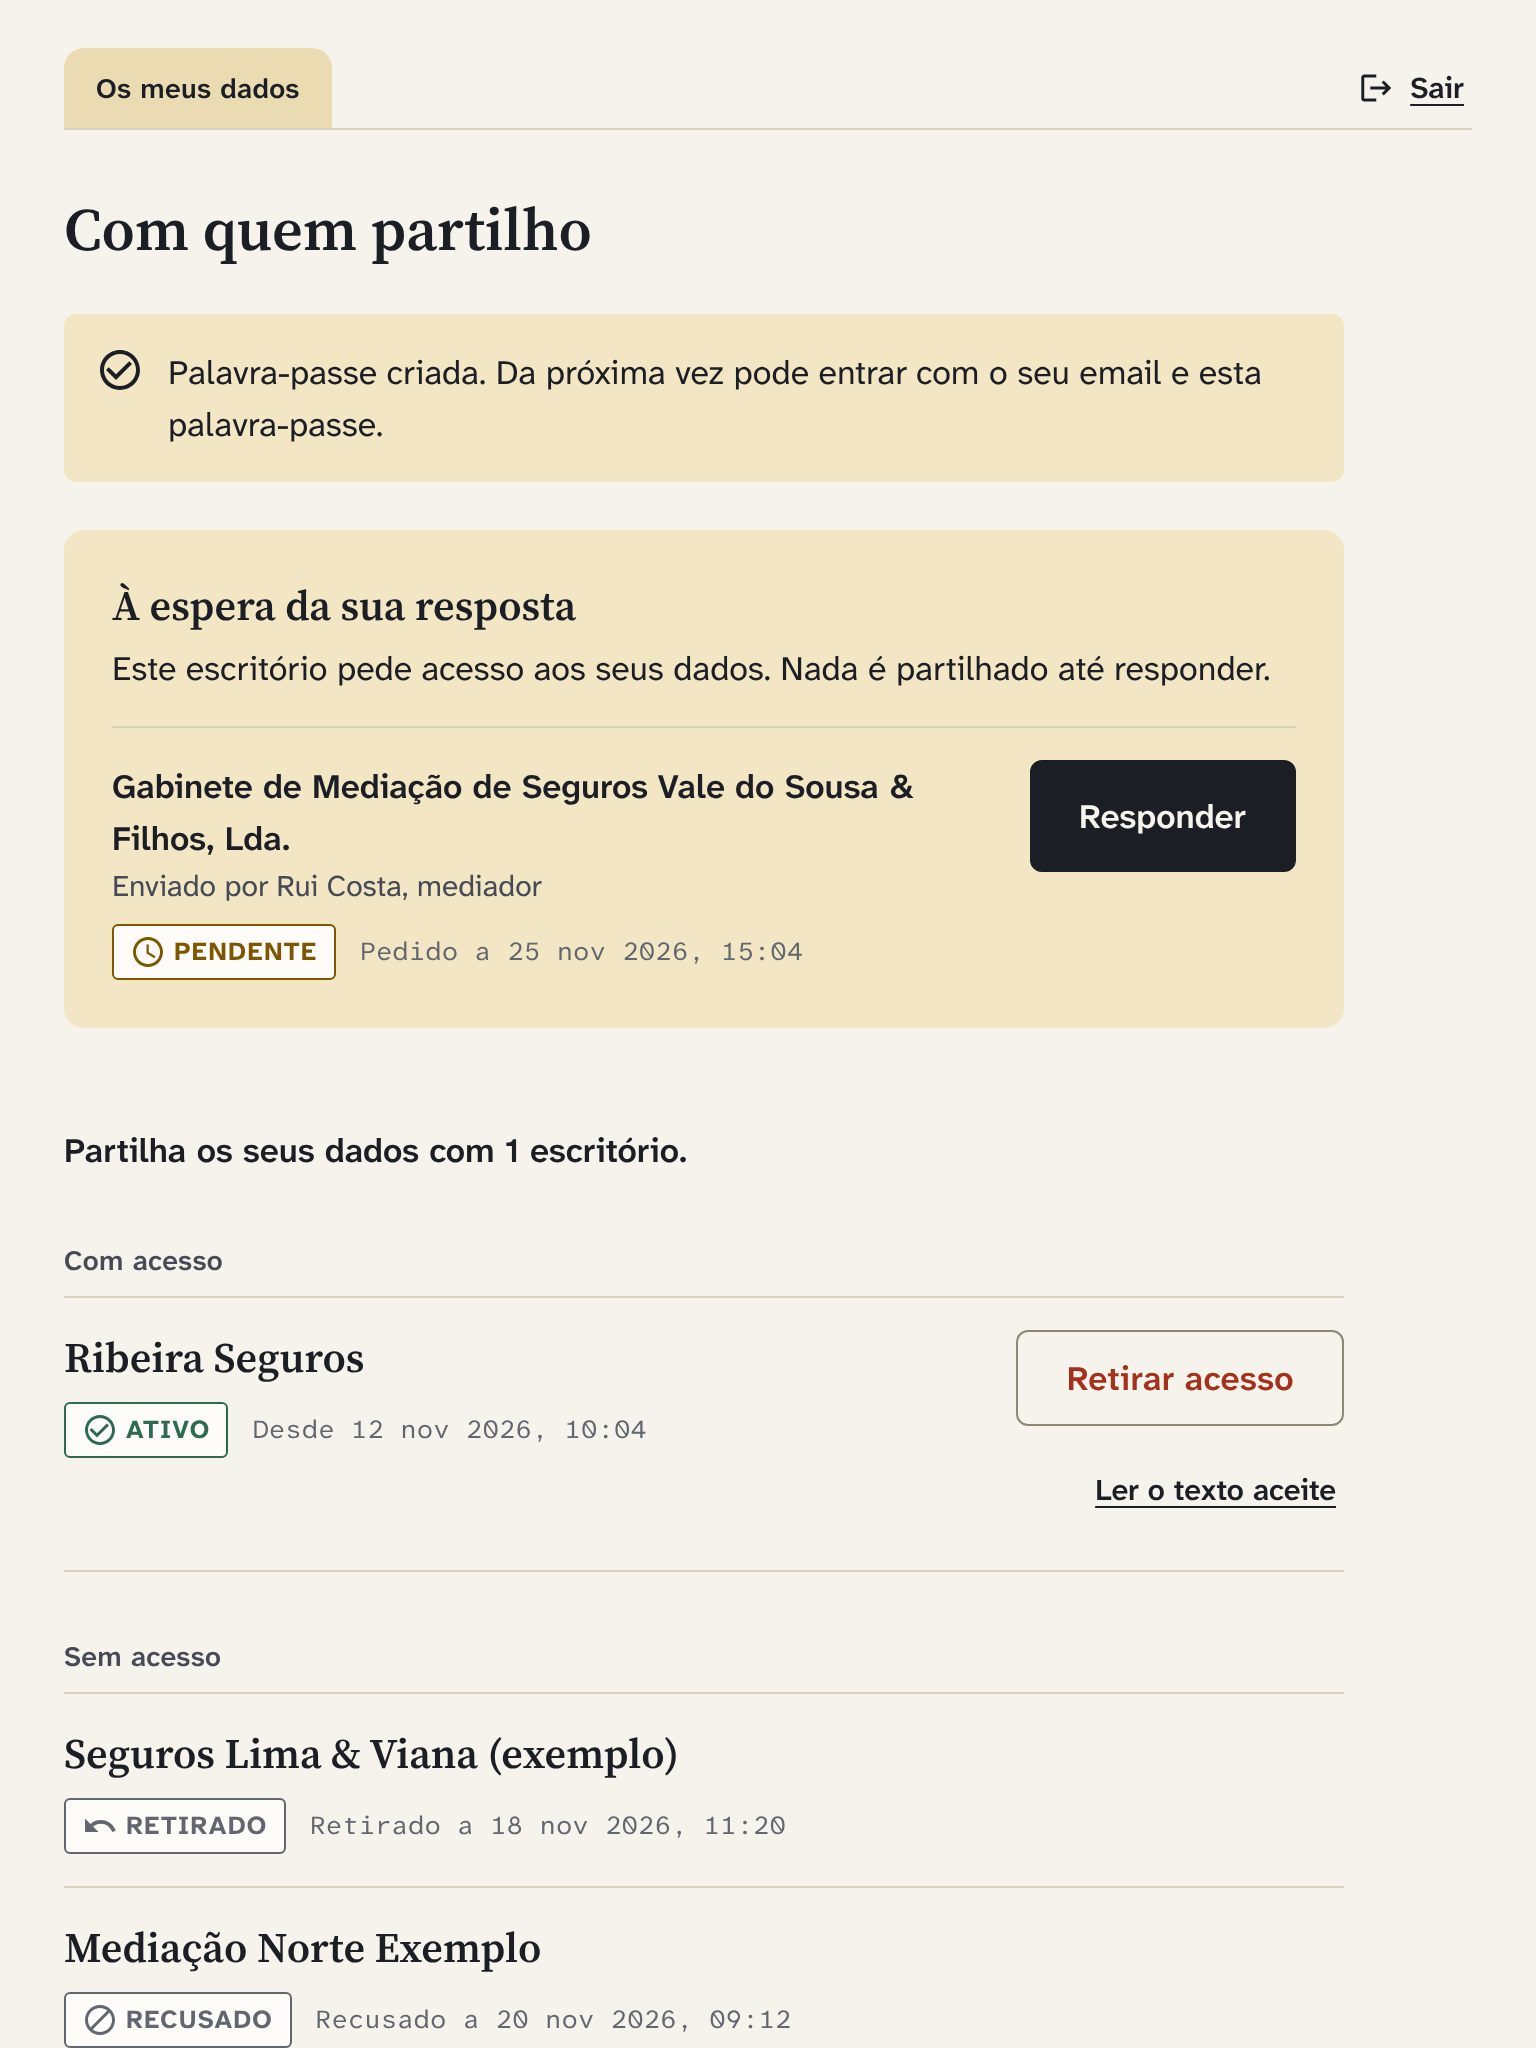 Os meus dados
Sair
Com quem partilho
Palavra-passe criada. Da próxima vez pode entrar com o seu email e esta
palavra-passe.
À espera da sua resposta
Este escritório pede acesso aos seus dados. Nada é partilhado até responder.
Gabinete de Mediação de Seguros Vale do Sousa &
Filhos, Lda.
Responder
Enviado por Rui Costa, mediador
PENDENTE Pedido a 25 nov 2026, 15:04
Partilha os seus dados com 1 escritório.
Com acesso
Ribeira Seguros
Retirar acesso
ATIVO Desde 12 nov 2026, 10:04
Ler o texto aceite
Sem acesso
Seguros Lima & Viana (exemplo)
RETIRADO Retirado a 18 nov 2026, 11:20
Mediação Norte Exemplo
RECUSADO Recusado a 20 nov 2026, 09:12